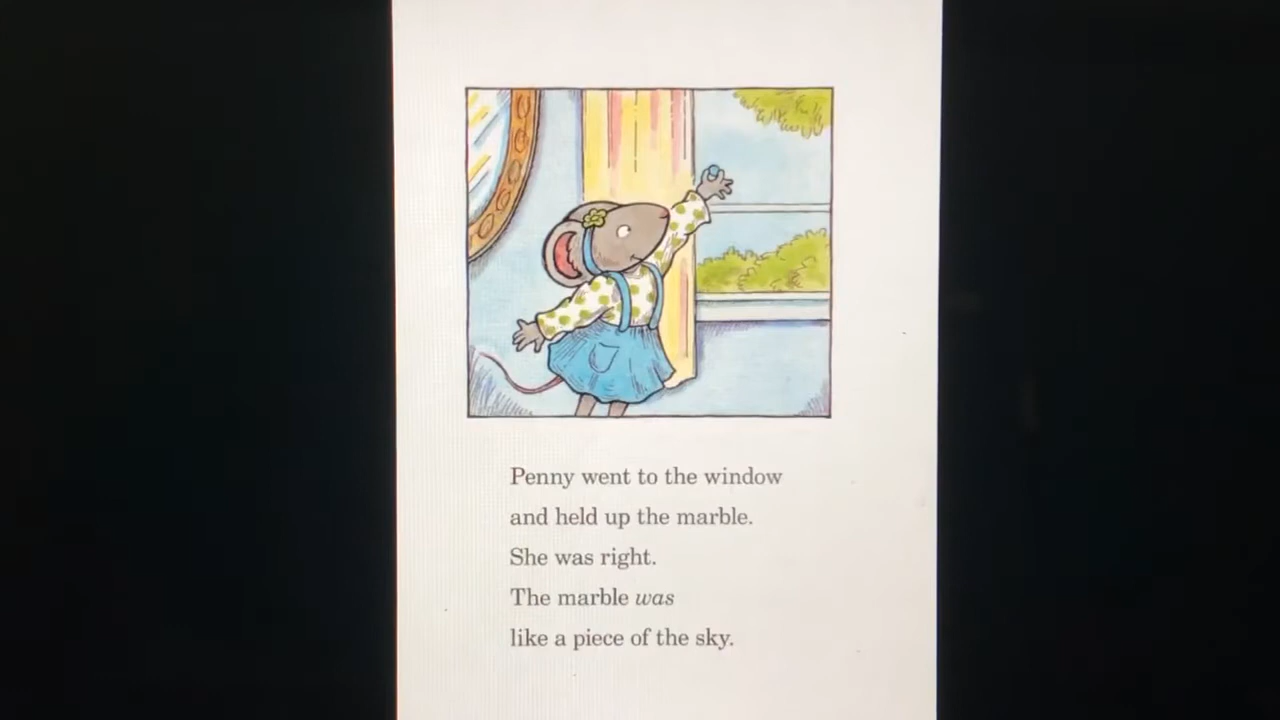 Penny went to the window
and held up the marble.
She was right.
The marble was
like a piece of the sky.